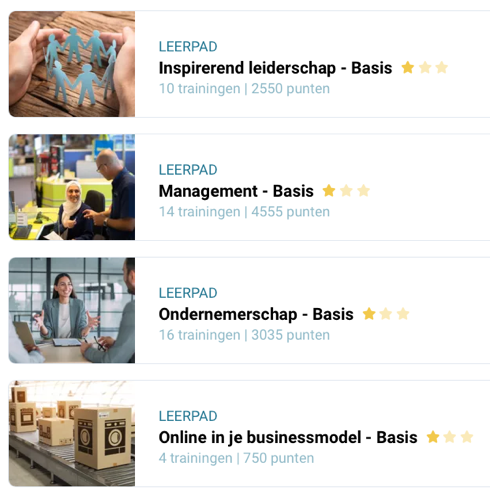 LEERPAD
Inspirerend leiderschap - Basis
10 trainingen | 2550 punten
LEERPAD
Management - Basis
14 trainingen | 4555 punten
LEERPAD
Ondernemerschap - Basis
16 trainingen | 3035 punten
LEERPAD
Online in je businessmodel - Basis
4 trainingen | 750 punten